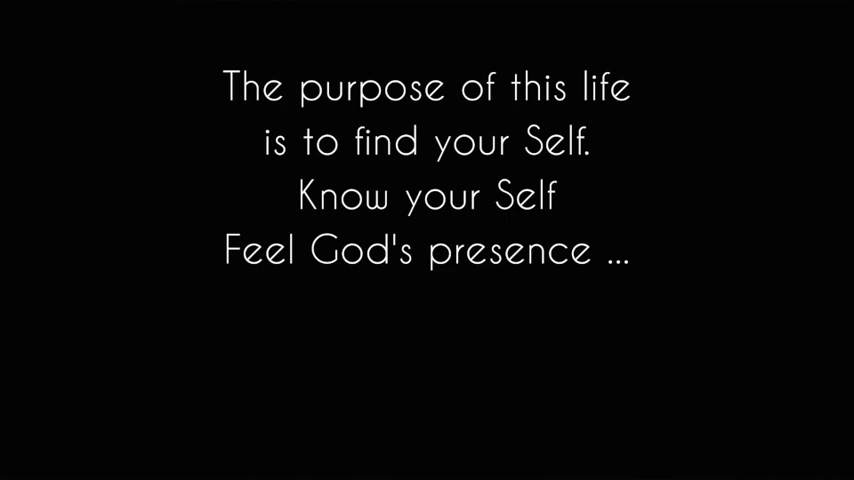 The purpose of this life
is to find your Self.
Know your Self
Feel God's presence ...